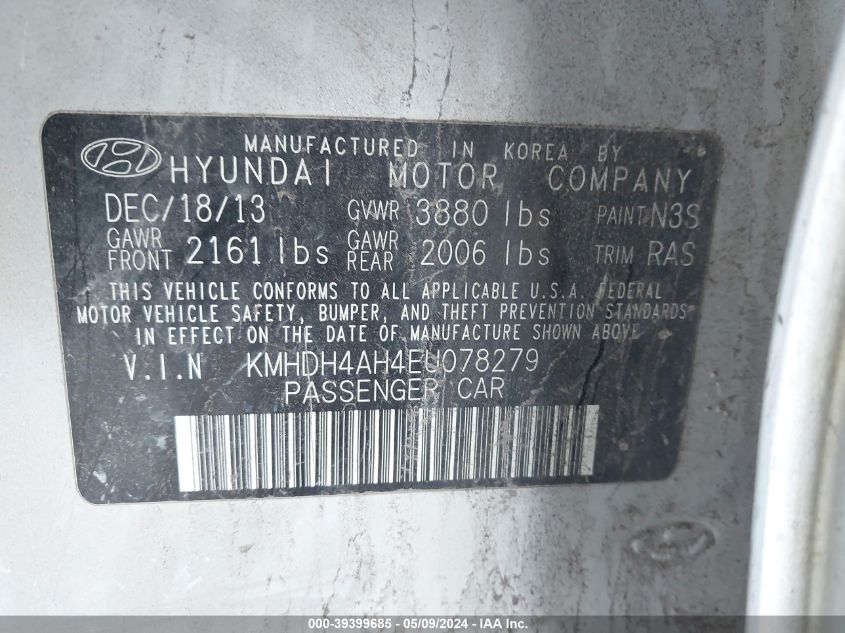 MANUFACTURED IN KOREA BY
HYUNDAI MOTOR COMPANY
DEC/18/13 GVWR 3880 lbs PAINT N3S
GAWR FRONT 2161 lbs GAWR REAR 2006 lbs TRIM RAS
THIS VEHICLE CONFORMS TO ALL APPLICABLE U.S.A. FEDERAL
MOTOR VEHICLE SAFETY, BUMPER, AND THEFT PREVENTION STANDARDS
IN EFFECT ON THE DATE OF MANUFACTURE SHOWN ABOVE
V.I.N KMHDH4AH4EU078279
PASSENGER CAR
000-39399685 - 05/09/2024 - IAA, Inc.